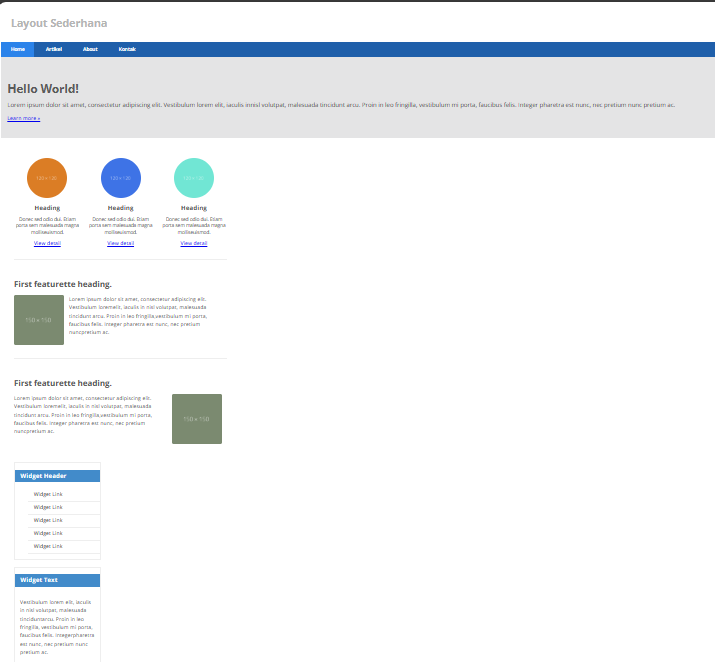 Layout Sederhana
Home Artikel About Kontak
Hello World!
Lorem ipsum dolor sit amet, consectetur adipiscing elit. Vestibulum lorem elit, iaculis innisl volutpat, malesuada tincidunt arcu. Proin in leo fringilla, vestibulum mi porta, faucibus felis. Integer pharetra est nunc, nec pretium nunc pretium ac.
Learn more »
120 × 120 120 × 120 120 × 120
Heading Heading Heading
Donec sed odio dui. Etiam Donec sed odio dui. Etiam Donec sed odio dui. Etiam
porta sem malesuada magna porta sem malesuada magna porta sem malesuada magna
molliseuismod. molliseuismod. molliseuismod.
View detail View detail View detail
First featurette heading.
150 × 150
Lorem ipsum dolor sit amet, consectetur adipiscing elit.
Vestibulum loremelit, iaculis in nisl volutpat, malesuada
tincidunt arcu. Proin in leo fringilla,vestibulum mi porta,
faucibus felis. Integer pharetra est nunc, nec pretium
nuncpretium ac.
First featurette heading.
Lorem ipsum dolor sit amet, consectetur adipiscing elit.
Vestibulum lorem elit, iaculis in nisl volutpat, malesuada
tincidunt arcu. Proin in leo fringilla,vestibulum mi porta,
faucibus felis. Integer pharetra est nunc, nec pretium
nuncpretium ac.
150 × 150
Widget Header
Widget Link
Widget Link
Widget Link
Widget Link
Widget Link
Widget Text
Vestibulum lorem elit, iaculis
in nisl volutpat, malesuada
tinciduntarcu. Proin in leo
fringilla, vestibulum mi porta,
faucibus felis. Integerpharetra
est nunc, nec pretium nunc
pretium ac.